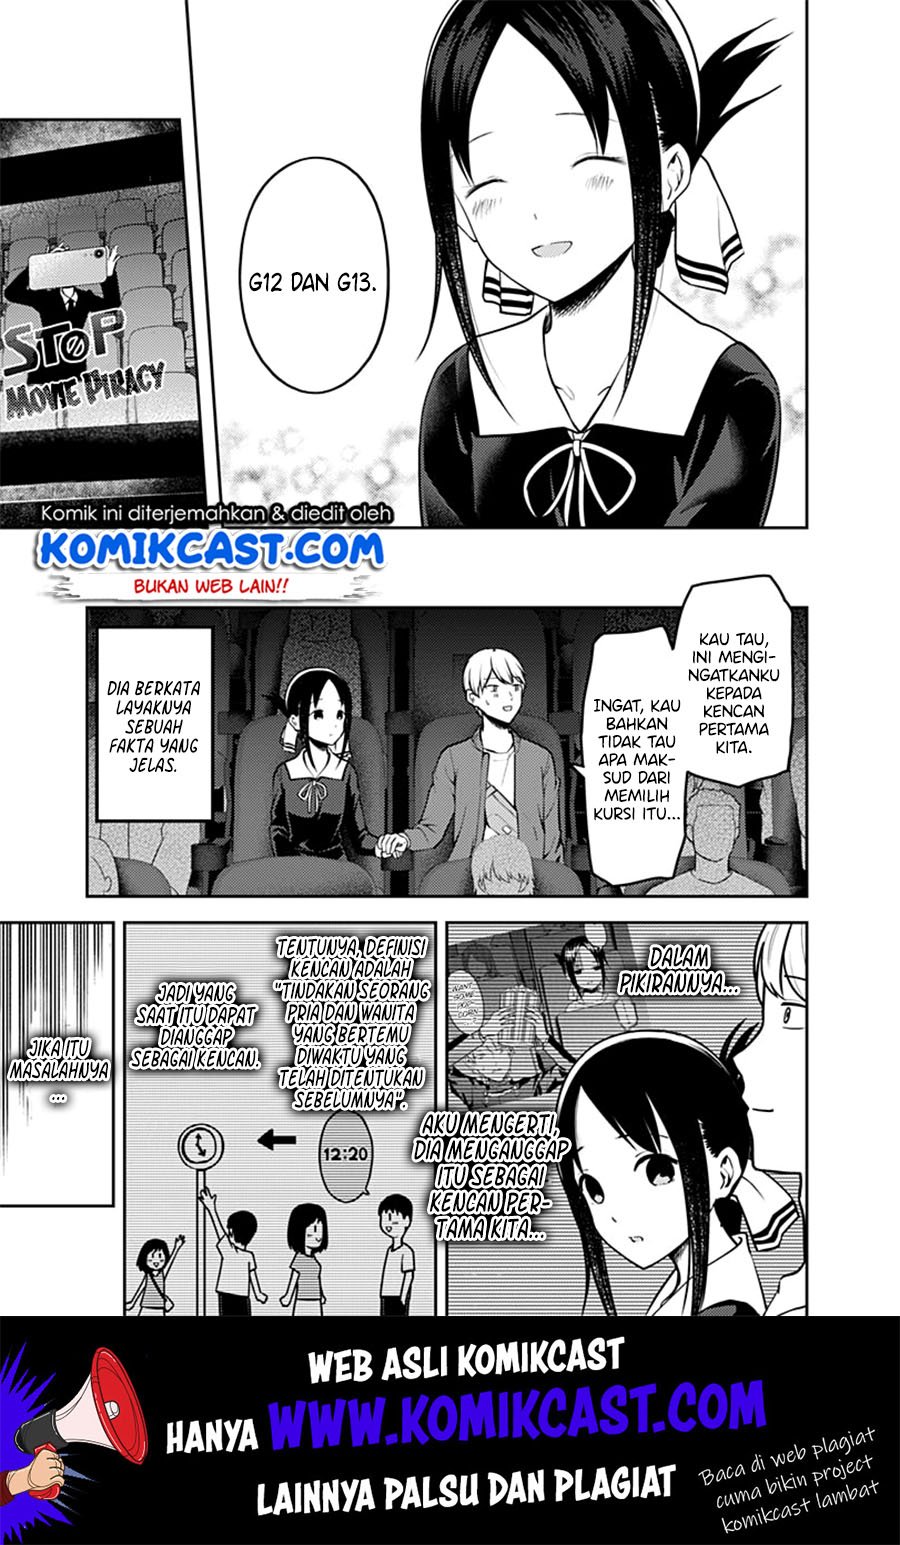 G12 DAN G13.
STOP
MOVIE PIRACY
Komik ini diterjemahkan & diedit oleh
KOMIKCAST.COM
BUKAN WEB LAIN!!
KAU TAU,
INI MENGI-
NGATKANKU
KEPADA
KENCAN
PERTAMA
KITA.
INGAT, KAU
BAHKAN
TIDAK TAU
APA MAK-
SUD DARI
MEMILIH
KURSI ITU...
DIA BERKATA
LAYAKNYA
SEBUAH
FAKTA YANG
JELAS.
DALAM
PIKIRANNYA...
AKU MENGERTI,
DIA MENGANGGAP
ITU SEBAGAI
KENCAN PER-
TAMA KITA...
TENTUNYA, DEFINISI
KENCAN ADALAH
"TINDAKAN SEORANG
PRIA DAN WANITA
YANG BERTEMU
DIWAKTU YANG
TELAH DITENTUKAN
SEBELUMNYA".
12:20
JADI YANG
SAAT ITU DAPAT
DIANGGAP
SEBAGAI KENCAN.
JIKA ITU
MASALAHNYA
...
WEB ASLI KOMIKCAST
HANYA WWW.KOMIKCAST.COM
LAINNYA PALSU DAN PLAGIAT
Baca di web plagiat
cuma bikin project
komikcast lambat